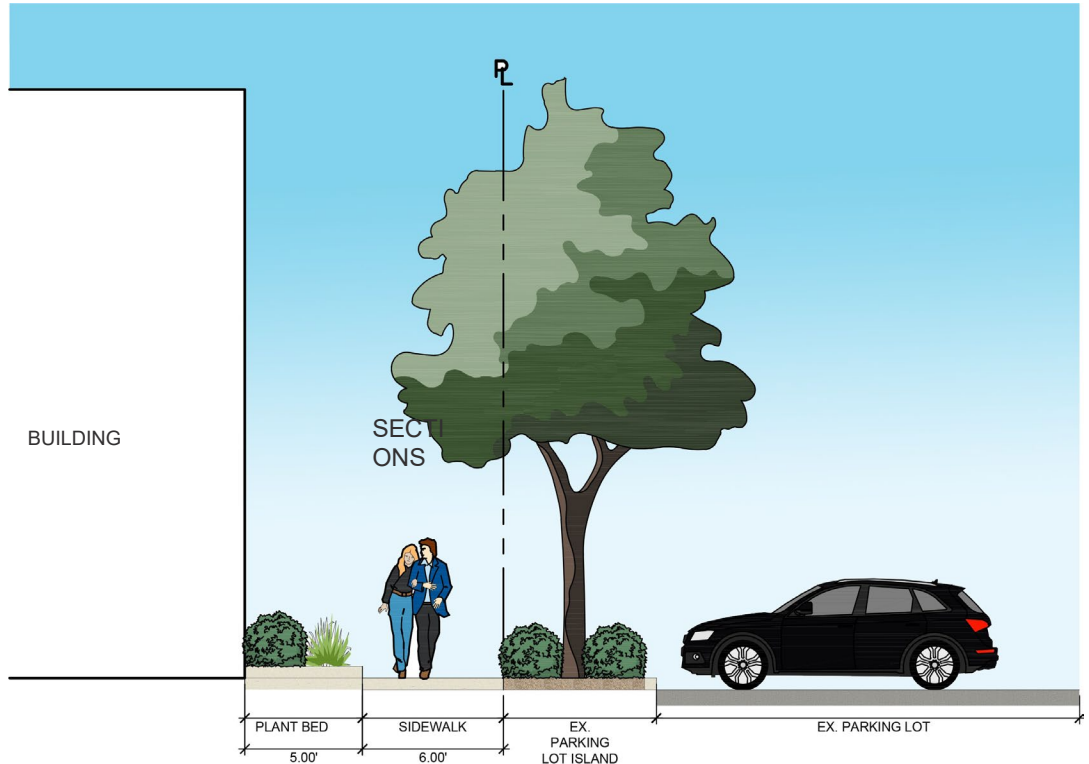 PL
BUILDING
SECTI
ONS
PLANT BED
SIDEWALK
EX.
PARKING
LOT ISLAND
EX. PARKING LOT
5.00'
6.00'